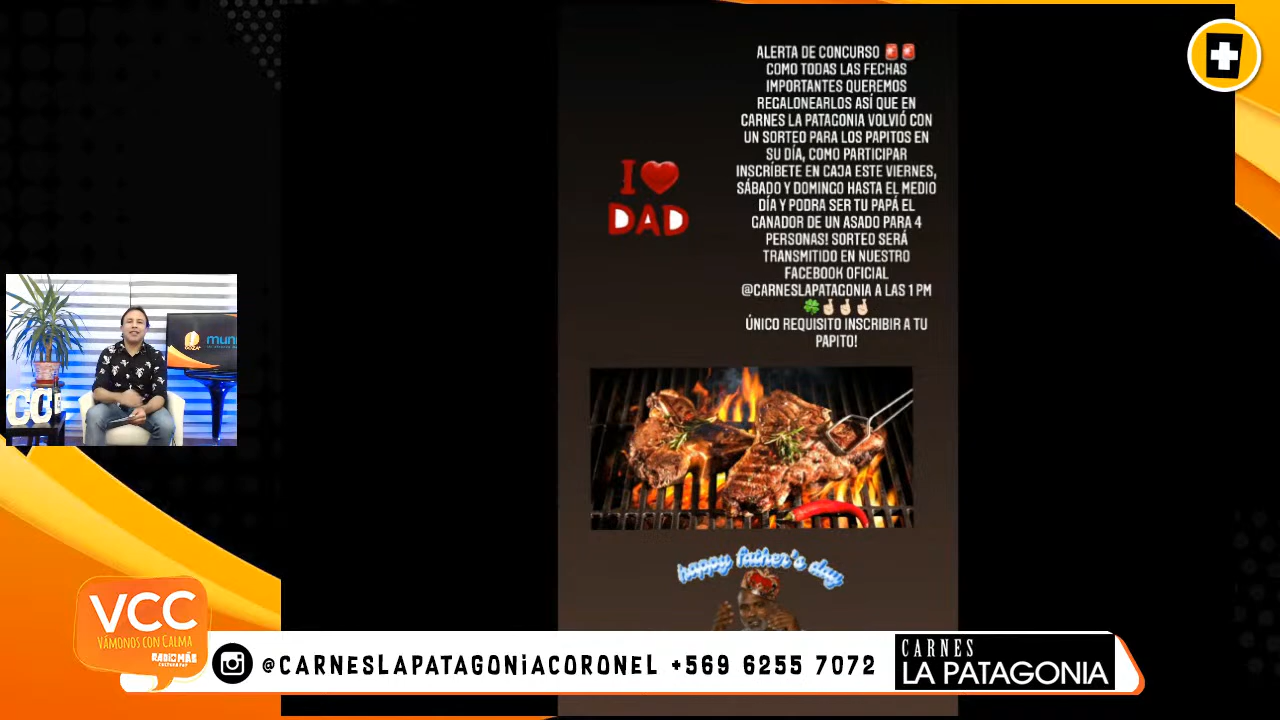 ALERTA DE CONCURSO 🚨🚨
COMO TODAS LAS FECHAS
IMPORTANTES QUEREMOS
REGALONEARLOS ASÍ QUE EN
CARNES LA PATAGONIA VOLVIÓ CON
UN SORTEO PARA LOS PAPITOS EN
SU DÍA, COMO PARTICIPAR
INSCRÍBETE EN CAJA ESTE VIERNES,
SÁBADO Y DOMINGO HASTA EL MEDIO
DÍA Y PODRA SER TU PAPÁ EL
GANADOR DE UN ASADO PARA 4
PERSONAS! SORTEO SERÁ
TRANSMITIDO EN NUESTRO
FACEBOOK OFICIAL
@CARNESLAPATAGONIA A LAS 1 PM
🍀🤞🏻🤞🏻🤞🏻
ÚNICO REQUISITO INSCRIBIR A TU
PAPITO!
I ❤
DAD
happy father's day
VCC
VÁMONOS CON CALMA
RADIO MÁS
@CARNESLAPATAGONIACORONEL +569 6255 7072
CARNES
LA PATAGONIA